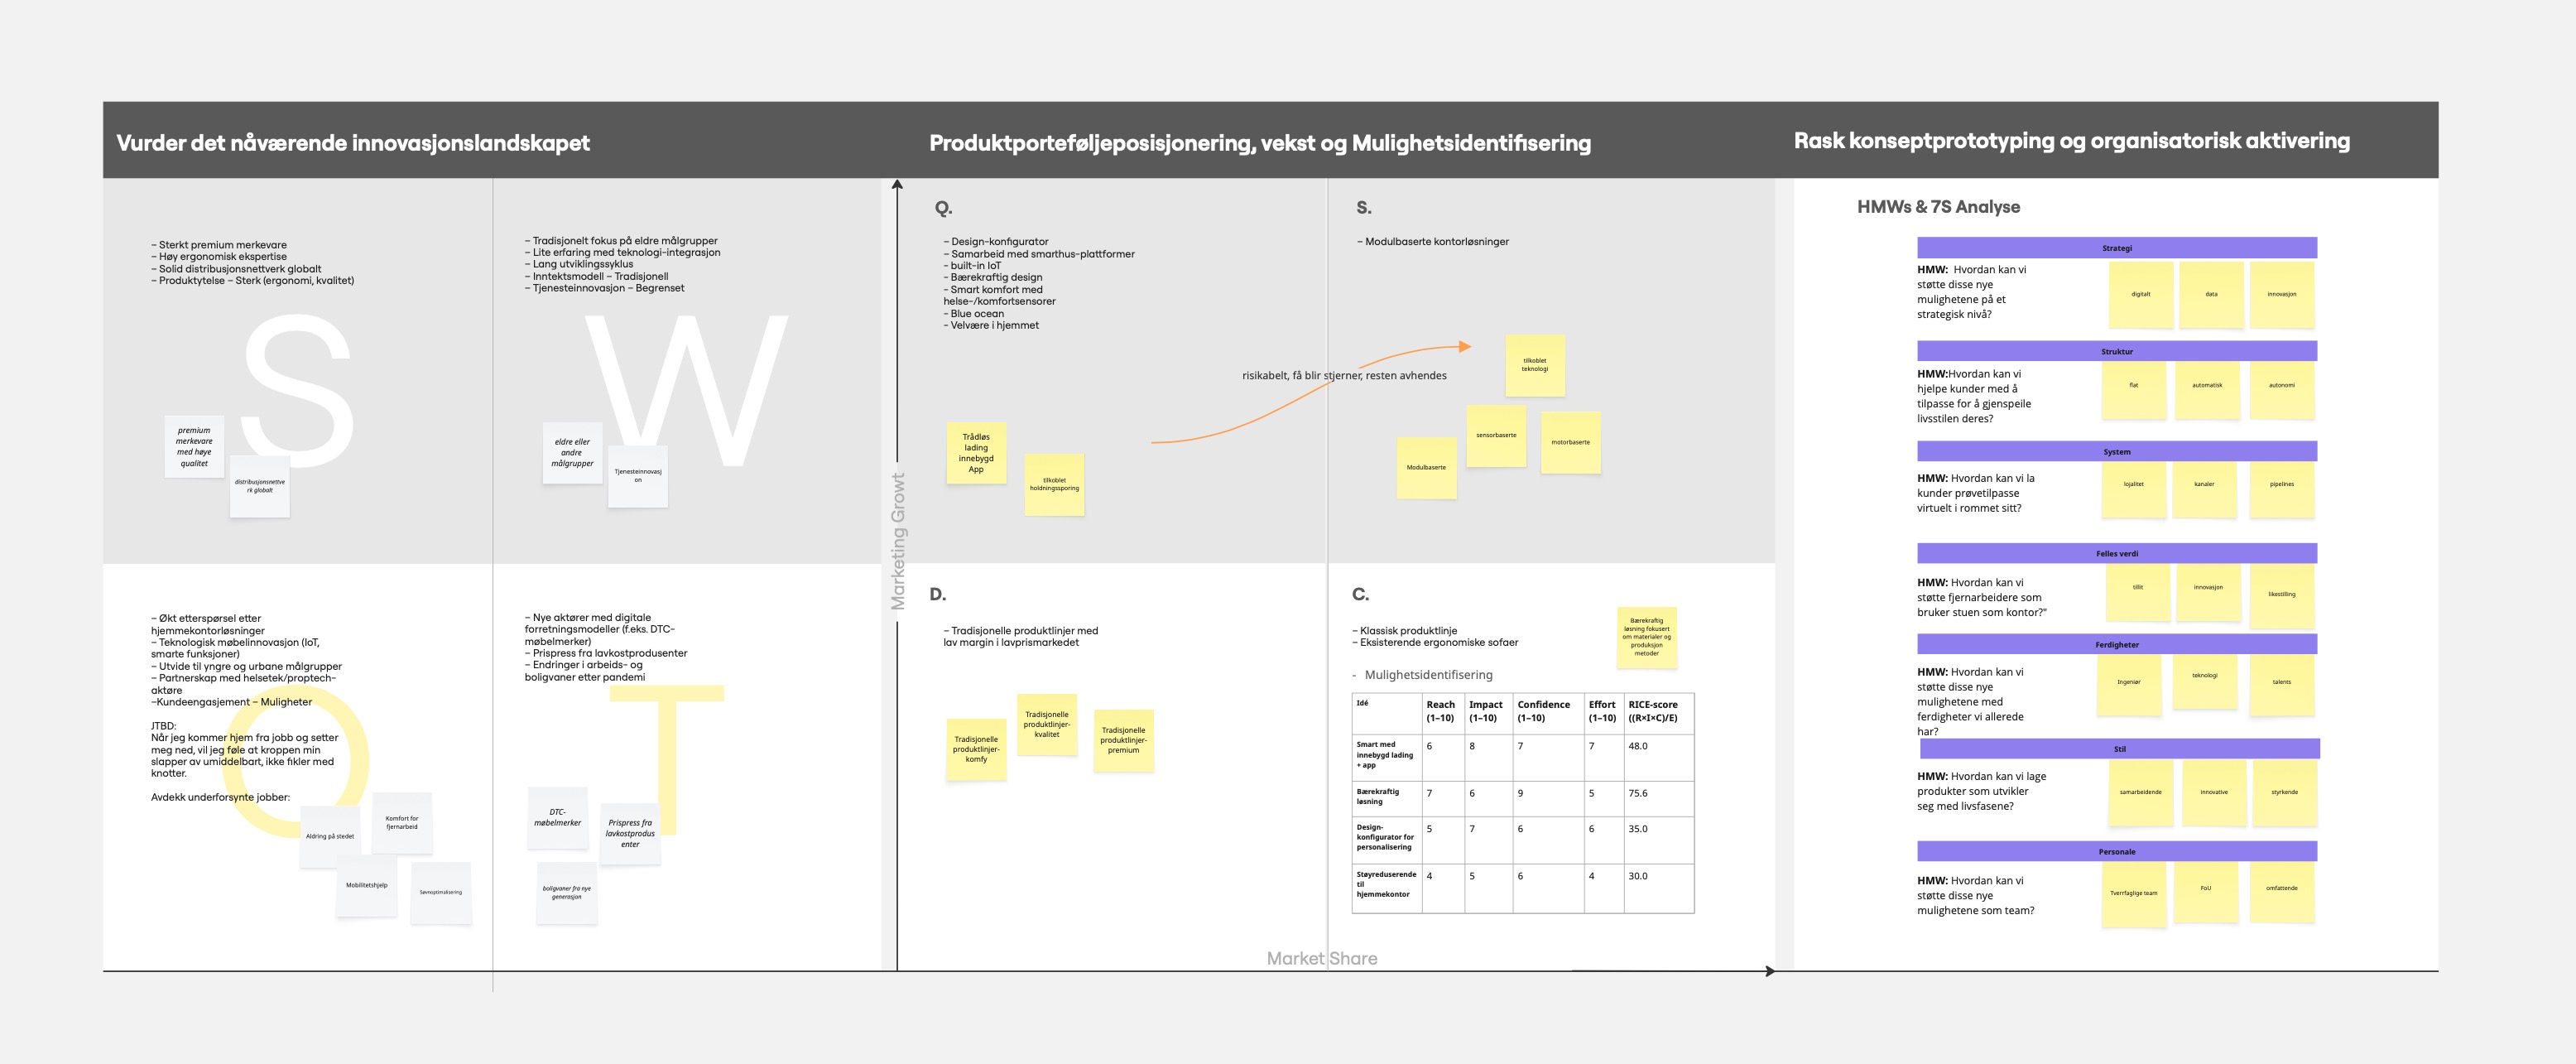 Vurder det nåværende innovasjonslandskapet
– Sterkt premium merkevare
– Høy ergonomisk ekspertise
– Solid distribusjonsnettverk globalt
– Produktytelse – Sterk (ergonomi, kvalitet)
S
premium
merkevare
med høye
qualitet
distribusjonsnettve
rk globalt
– Tradisjonelt fokus på eldre målgrupper
– Lite erfaring med teknologi-integrasjon
– Lang utviklingssyklus
– Inntektsmodell – Tradisjonell
– Tjenesteinnovasjon – Begrenset
W
eldre eller
andre
målgrupper
Tjenesteinnovasj
on
– Økt etterspørsel etter
hjemmekontorløsninger
– Teknologisk møbelinnovasjon (IoT,
smarte funksjoner)
– Utvide til yngre og urbane målgrupper
– Partnerskap med helsetek/proptech-
aktøre
–Kundeengasjement – Muligheter
JTBD:
Når jeg kommer hjem fra jobb og setter
meg ned, vil jeg føle at kroppen min
slapper av umiddelbart, ikke fikler med
knotter.
Avdekk underforsynte jobber:
O
Aldring på stedet
Komfort for
fjernarbeid
Mobilitetshjelp
Søvnoptimalisering
– Nye aktører med digitale
forretningsmodeller (f.eks. DTC-
møbelmerker)
– Prispress fra lavkostprodusenter
– Endringer i arbeids- og
boligvaner etter pandemi
T
DTC-
møbelmerker
Prispress fra
lavkostprodus
enter
boligvaner fra nye
generasjon
Produktporteføljeposisjonering, vekst og Mulighetsidentifisering
Marketing Growt
Q.
– Design-konfigurator
- Samarbeid med smarthus-plattformer
- built-in IoT
- Bærekraftig design
- Smart komfort med
helse-/komfortsensorer
- Blue ocean
- Velvære i hjemmet
Trådløs
lading
innebygd
App
tilkoblet
holdningssporing
risikabelt, få blir stjerner, resten avhendes
S.
– Modulbaserte kontorløsninger
tilkoblet
teknologi
sensorbaserte
motorbaserte
Modulbaserte
D.
– Tradisjonelle produktlinjer med
lav margin i lavprismarkedet
Tradisjonelle
produktlinjer-
komfy
Tradisjonelle
produktlinjer-
kvalitet
Tradisjonelle
produktlinjer-
premium
C.
– Klassisk produktlinje
– Eksisterende ergonomiske sofaer
Bærekraftig
løsning fokusert
om materialer og
produksjon
metoder
- Mulighetsidentifisering
Idé Reach (1–10) Impact (1–10) Confidence (1–10) Effort (1–10) RICE-score ((R×I×C)/E)
Smart med innebygd lading + app 6 8 7 7 48.0
Bærekraftig løsning 7 6 9 5 75.6
Design-konfigurator for personalisering 5 7 6 6 35.0
Støyreduserende til hjemmekontor 4 5 6 4 30.0
Market Share
Rask konseptprototyping og organisatorisk aktivering
HMWs & 7S Analyse
Strategi
HMW: Hvordan kan vi
støtte disse nye
mulighetene på et
strategisk nivå?
digitalt
data
innovasjon
Struktur
HMW:Hvordan kan vi
hjelpe kunder med å
tilpasse for å gjenspeile
livsstilen deres?
flat
automatisk
autonomi
System
HMW: Hvordan kan vi la
kunder prøvetilpasse
virtuelt i rommet sitt?
lojalitet
kanaler
pipelines
Felles verdi
HMW: Hvordan kan vi
støtte fjernarbeidere som
bruker stuen som kontor?"
tillit
innovasjon
likestilling
Ferdigheter
HMW: Hvordan kan vi
støtte disse nye
mulighetene med
ferdigheter vi allerede
har?
Ingeniør
teknologi
talents
Stil
HMW: Hvordan kan vi lage
produkter som utvikler
seg med livsfasene?
samarbeidende
innovative
styrkende
Personale
HMW: Hvordan kan vi
støtte disse nye
mulighetene som team?
Tverrfaglige team
FoU
omfattende